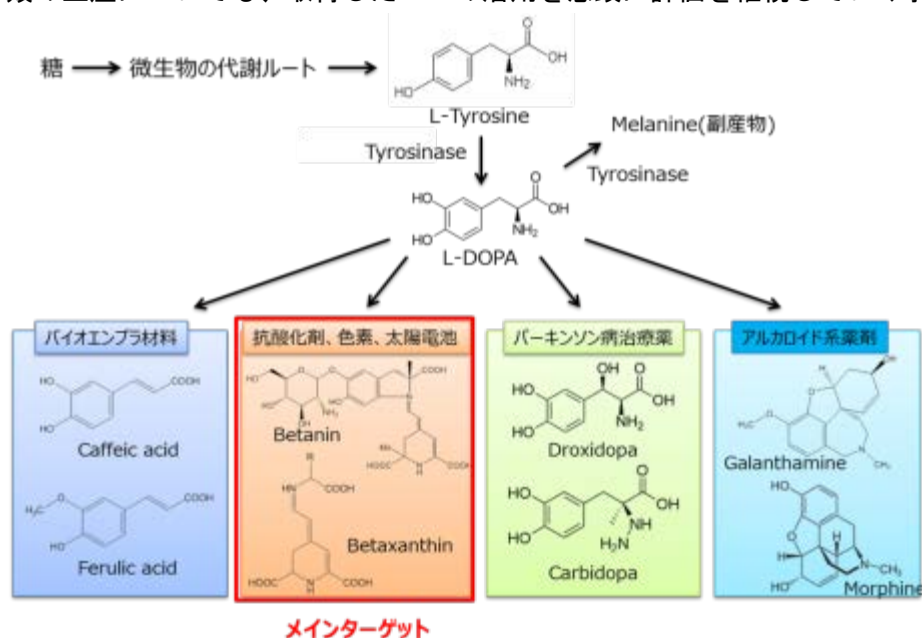 糖 微生物の代謝ルート
L-Tyrosine
Melanine(副産物)
Tyrosinase
Tyrosinase
L-DOPA
バイオエンプラ材料
Caffeic acid
Ferulic acid
抗酸化剤、色素、太陽電池
Betanin
Betaxanthin
パーキンソン病治療薬
Droxidopa
Carbidopa
アルカロイド系薬剤
Galanthamine
Morphine
メインターゲット